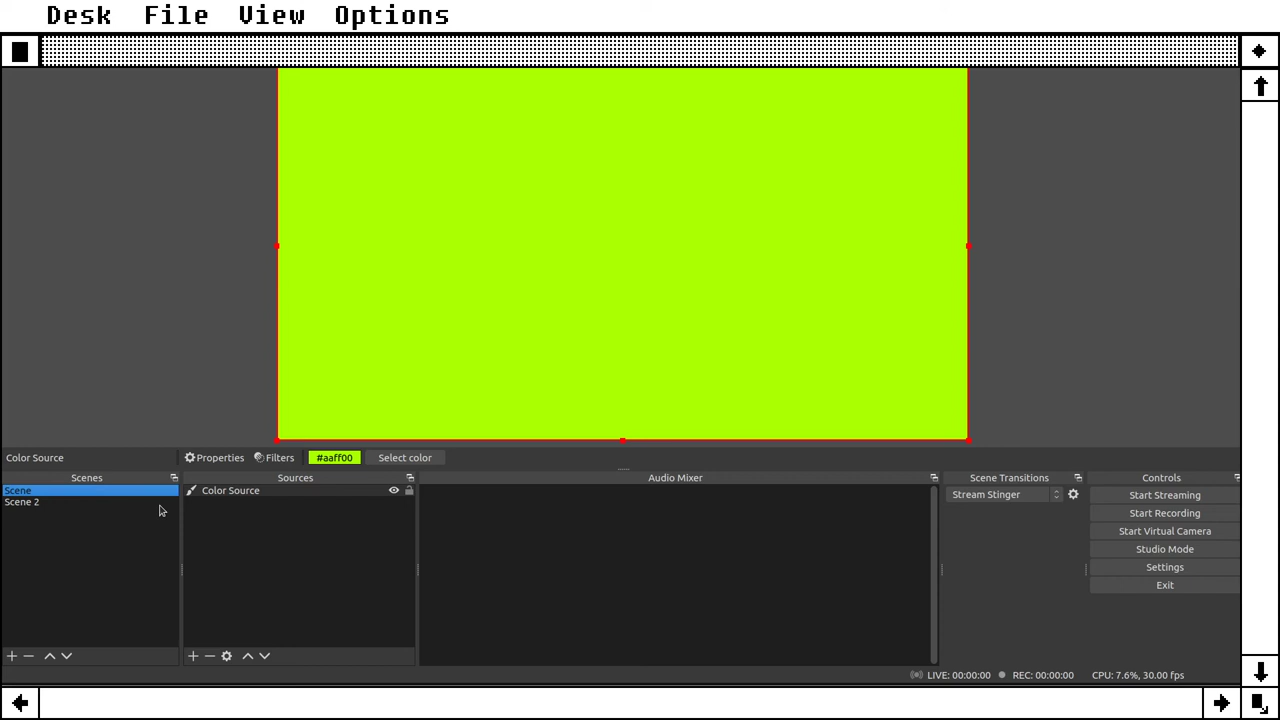 Desk File View Options
Color Source Properties Filters #aaff00 Select color
Scenes Sources Audio Mixer Scene Transitions Controls
Scene
Scene 2
Color Source
Stream Stinger
Start Streaming
Start Recording
Start Virtual Camera
Studio Mode
Settings
Exit
LIVE: 00:00:00 REC: 00:00:00 CPU: 7.6%, 30.00 fps